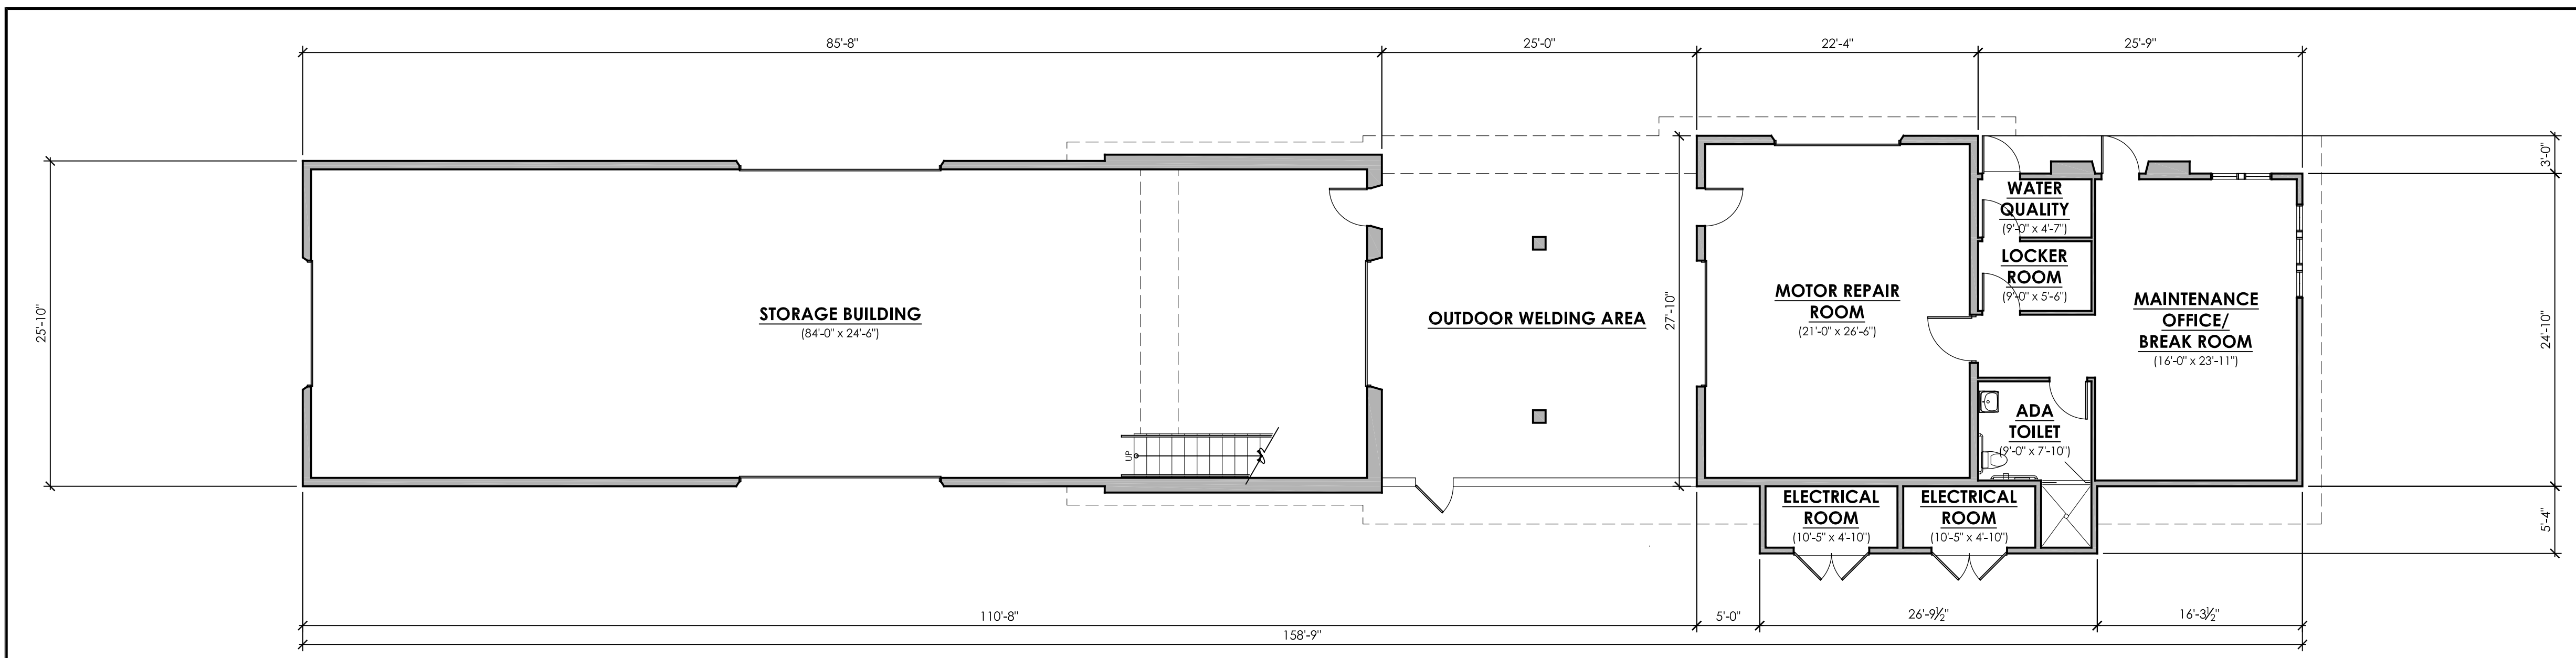 85'-8" 25'-0" 22'-4" 25'-9"
3'-0"
25'-10"
27'-10"
24'-10"
5'-4"
STORAGE BUILDING
(84'-0" x 24'-6")
UP
OUTDOOR WELDING AREA
MOTOR REPAIR
ROOM
(21'-0" x 26'-6")
WATER
QUALITY
(9'-0" x 4'-7")
LOCKER
ROOM
(9'-0" x 5'-6")
MAINTENANCE
OFFICE/
BREAK ROOM
(16'-0" x 23'-11")
ADA
TOILET
(9'-0" x 7'-10")
ELECTRICAL
ROOM
(10'-5" x 4'-10")
ELECTRICAL
ROOM
(10'-5" x 4'-10")
110'-8" 5'-0" 26'-9½" 16'-3½"
158'-9"